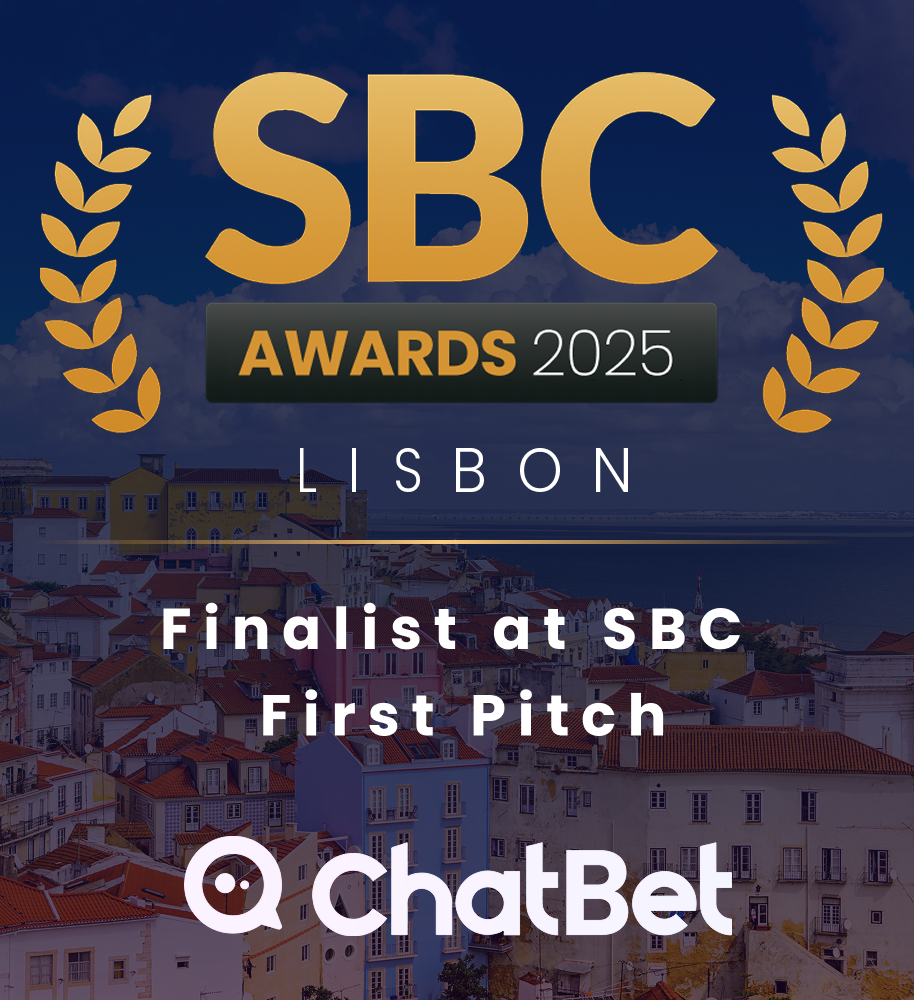 SBC
AWARDS 2025
LISBON
Finalist at SBC
First Pitch
ChatBet